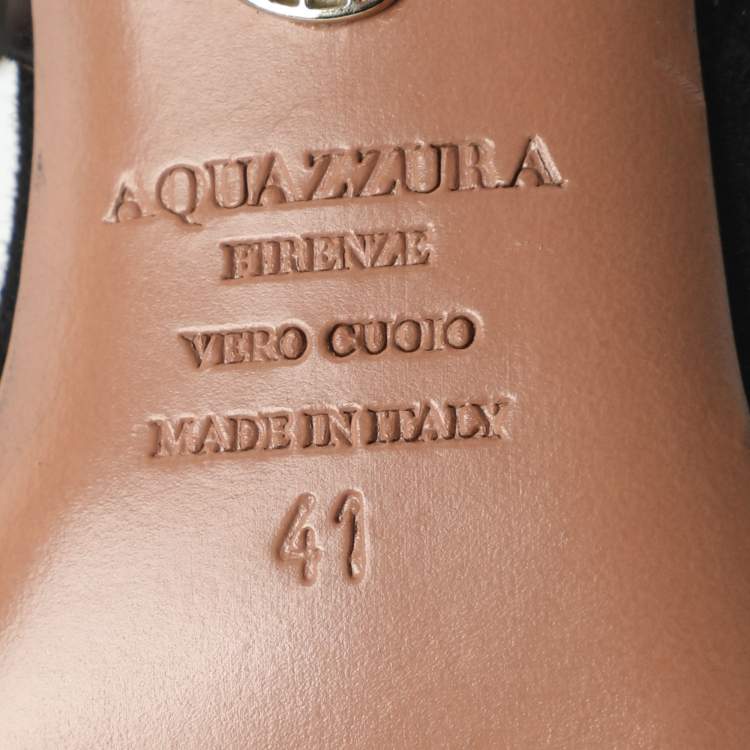 AQUAZZURA
FIRENZE
VERO CUOIO
MADE IN ITALY
41